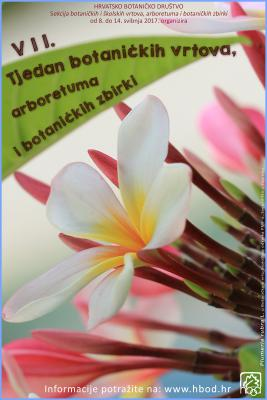 HRVATSKO BOTANIČKO DRUŠTVO
Sekcija botaničkih i školskih vrtova, arboretuma i botaničkih zbirki
od 8. do 14. svibnja 2017. organizira
VII.
Tjedan botaničkih vrtova,
arboretuma
i botaničkih zbirki
Informacije potražite na: www.hbod.hr
Plumeria rubra L.